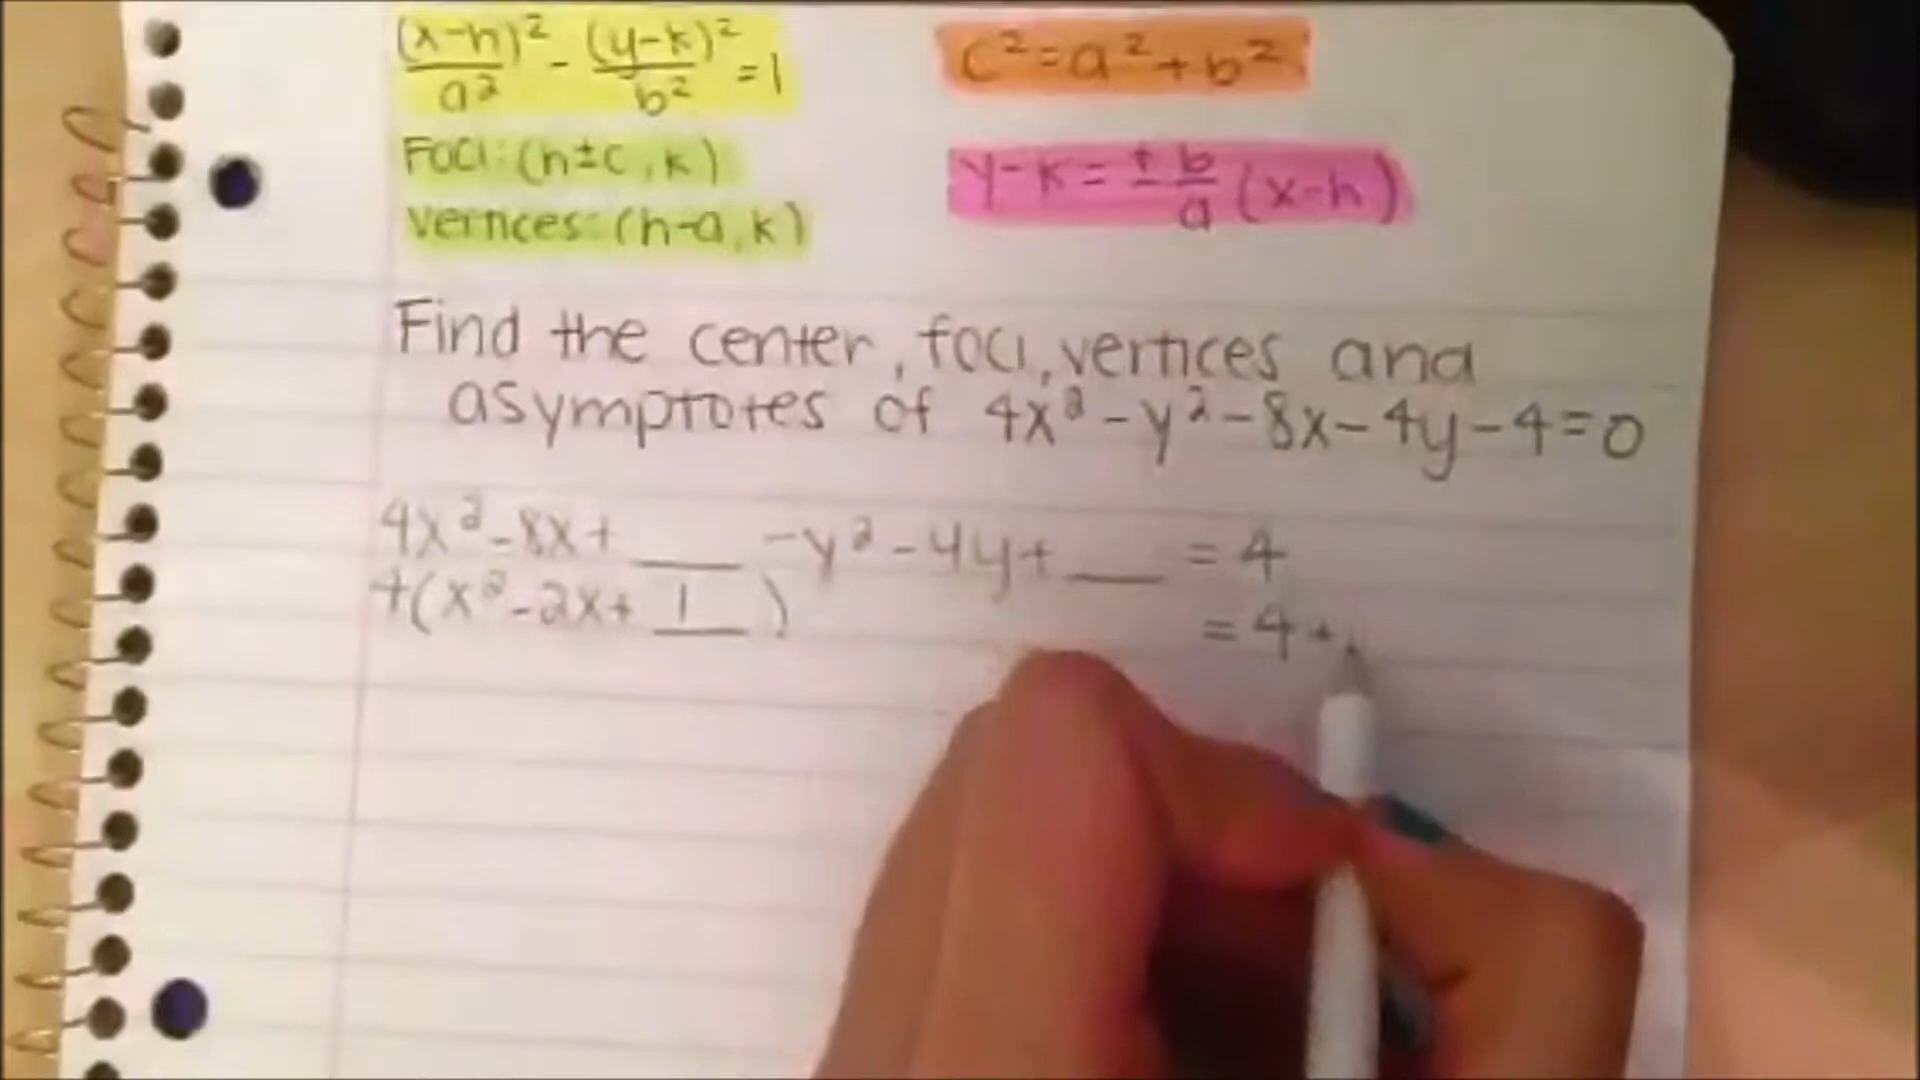 (x-h)²/a² - (y-k)²/b² = 1
c²=a²+b²
Foci: (h±c, k)
y-k=±b/a(x-h)
vertices: (h-a, k)
Find the center, foci, vertices and
asymptotes of 4x²-y²-8x-4y-4=0
4x²-8x+___ -y²-4y+___ = 4
4(x²-2x+ 1 ) = 4+